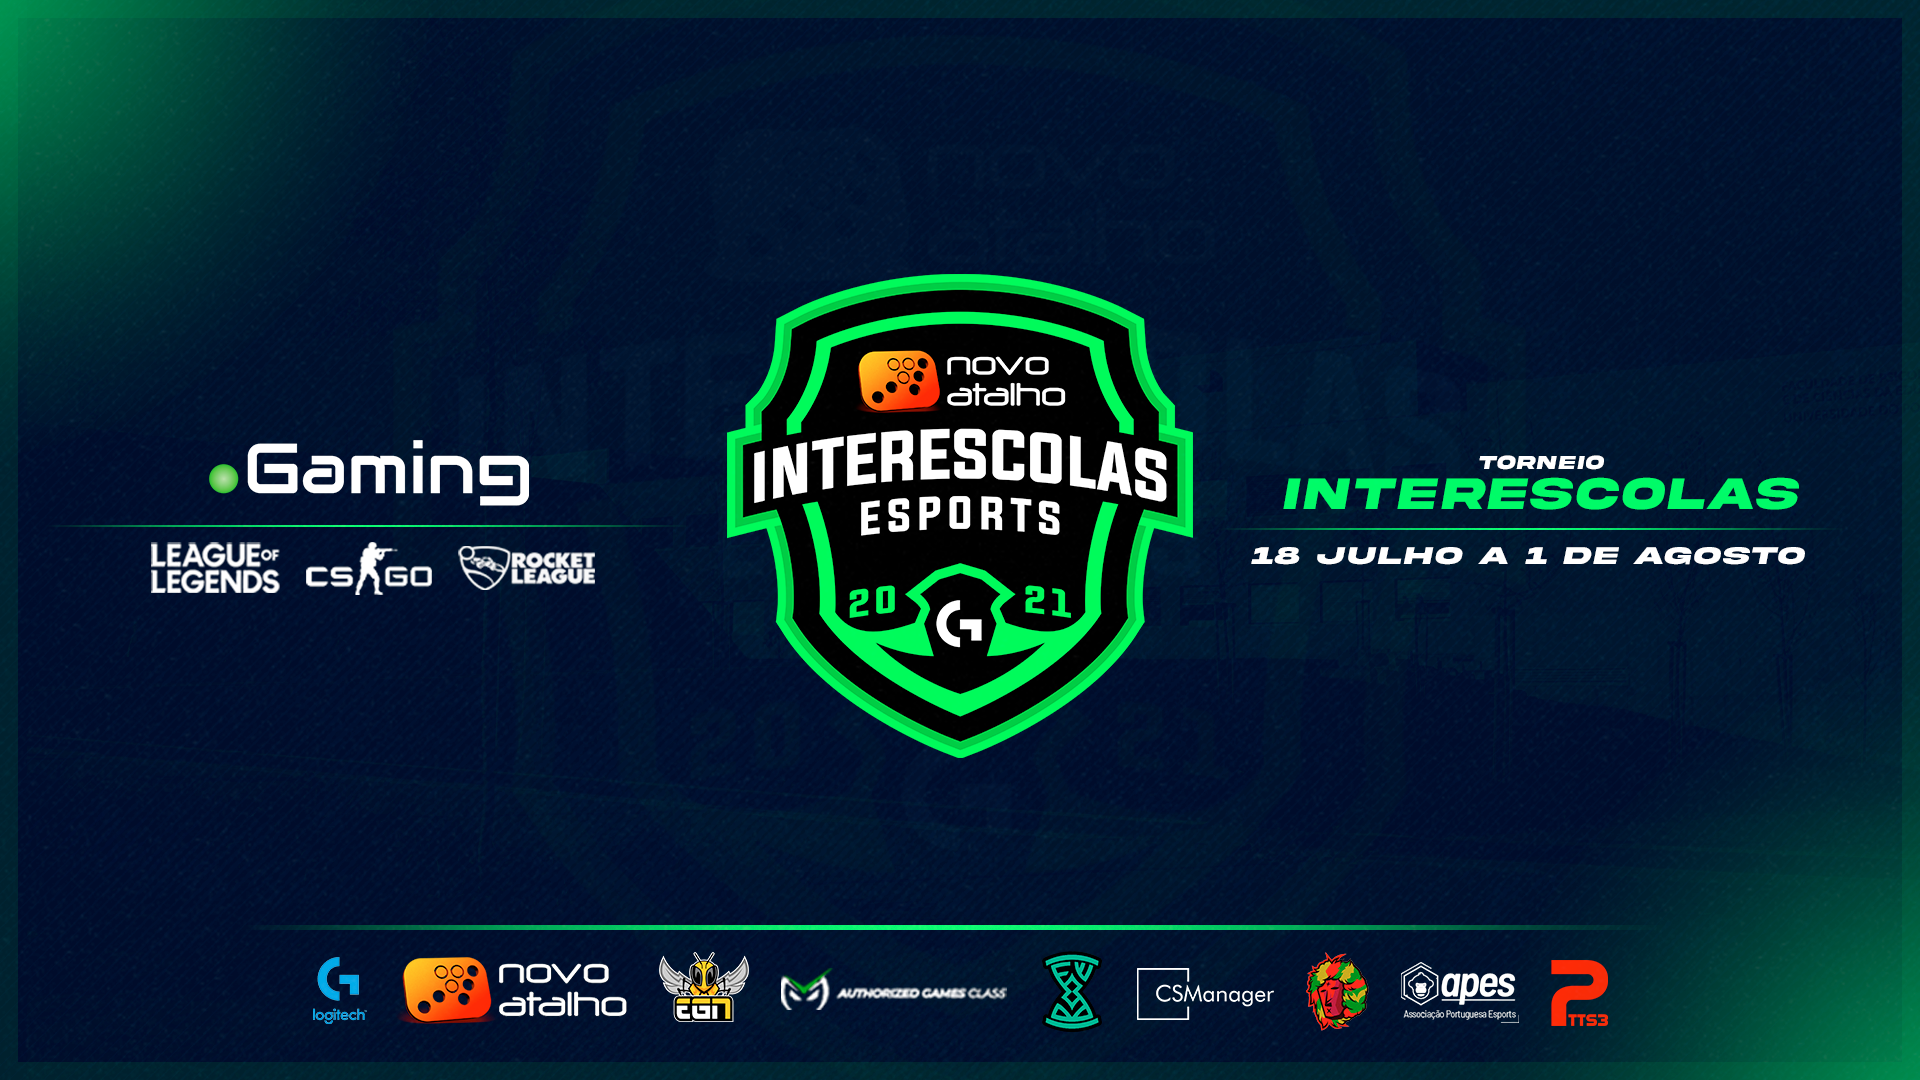 novo
atalho
INTERESCOLAS
ESPORTS
20 21
.Gaming
LEAGUE OF
LEGENDS
CS GO
ROCKET
LEAGUE
TORNEIO
INTERESCOLAS
18 JULHO A 1 DE AGOSTO
logitech
novo
atalho
EGN
AUTHORIZED GAMES CLASS
CSManager
apes
Associação Portuguesa Esports
PTTS3